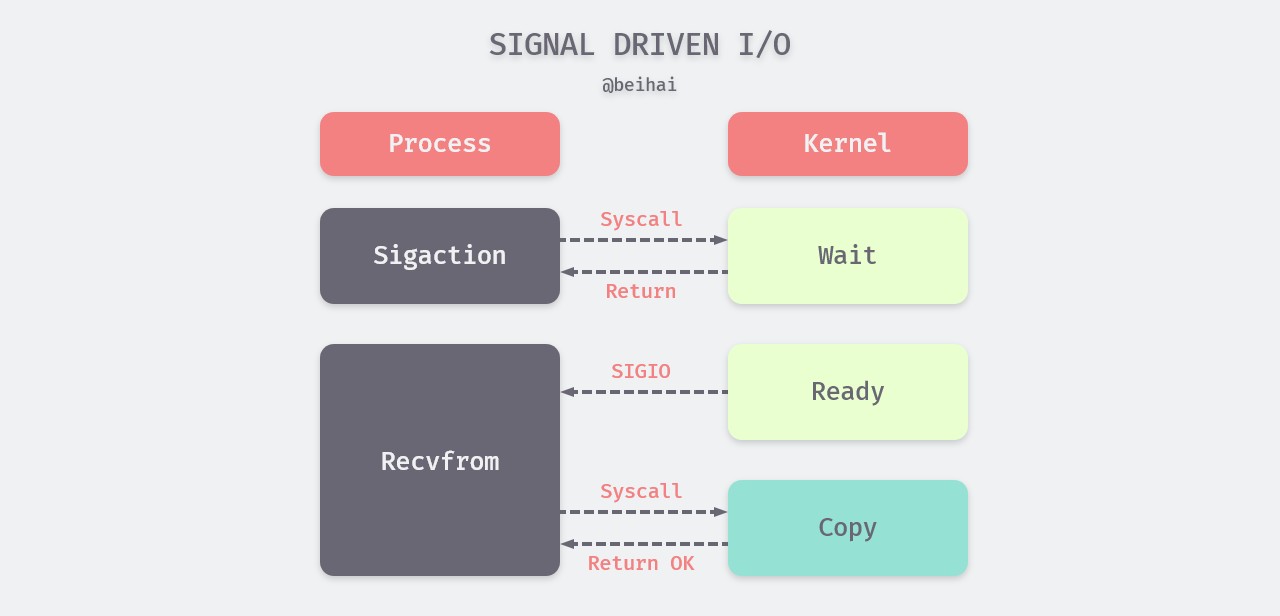 SIGNAL DRIVEN I/O
@beihai
Process
Kernel
Syscall
Sigaction
Wait
Return
SIGIO
Ready
Recvfrom
Syscall
Copy
Return OK